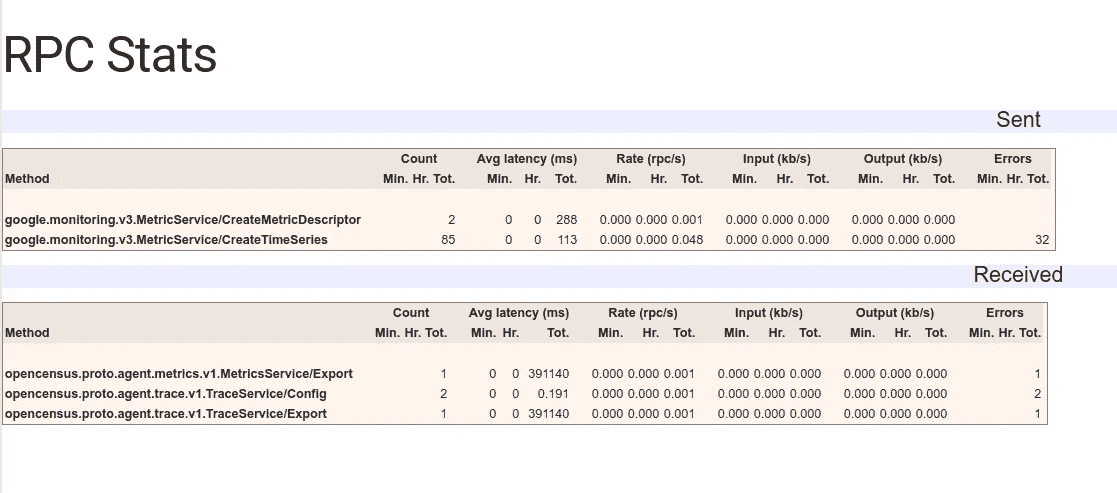 RPC Stats
Sent
Count Avg latency (ms) Rate (rpc/s) Input (kb/s) Output (kb/s) Errors
Method Min. Hr. Tot. Min. Hr. Tot. Min. Hr. Tot. Min. Hr. Tot. Min. Hr. Tot. Min. Hr. Tot.
google.monitoring.v3.MetricService/CreateMetricDescriptor 2 0 0 288 0.000 0.000 0.001 0.000 0.000 0.000 0.000 0.000 0.000
google.monitoring.v3.MetricService/CreateTimeSeries 85 0 0 113 0.000 0.000 0.048 0.000 0.000 0.000 0.000 0.000 0.000 32
Received
Count Avg latency (ms) Rate (rpc/s) Input (kb/s) Output (kb/s) Errors
Method Min. Hr. Tot. Min. Hr. Tot. Min. Hr. Tot. Min. Hr. Tot. Min. Hr. Tot. Min. Hr. Tot.
opencensus.proto.agent.metrics.v1.MetricsService/Export 1 0 0 391140 0.000 0.000 0.001 0.000 0.000 0.000 0.000 0.000 0.000 1
opencensus.proto.agent.trace.v1.TraceService/Config 2 0 0 0.191 0.000 0.000 0.001 0.000 0.000 0.000 0.000 0.000 0.000 2
opencensus.proto.agent.trace.v1.TraceService/Export 1 0 0 391140 0.000 0.000 0.001 0.000 0.000 0.000 0.000 0.000 0.000 1